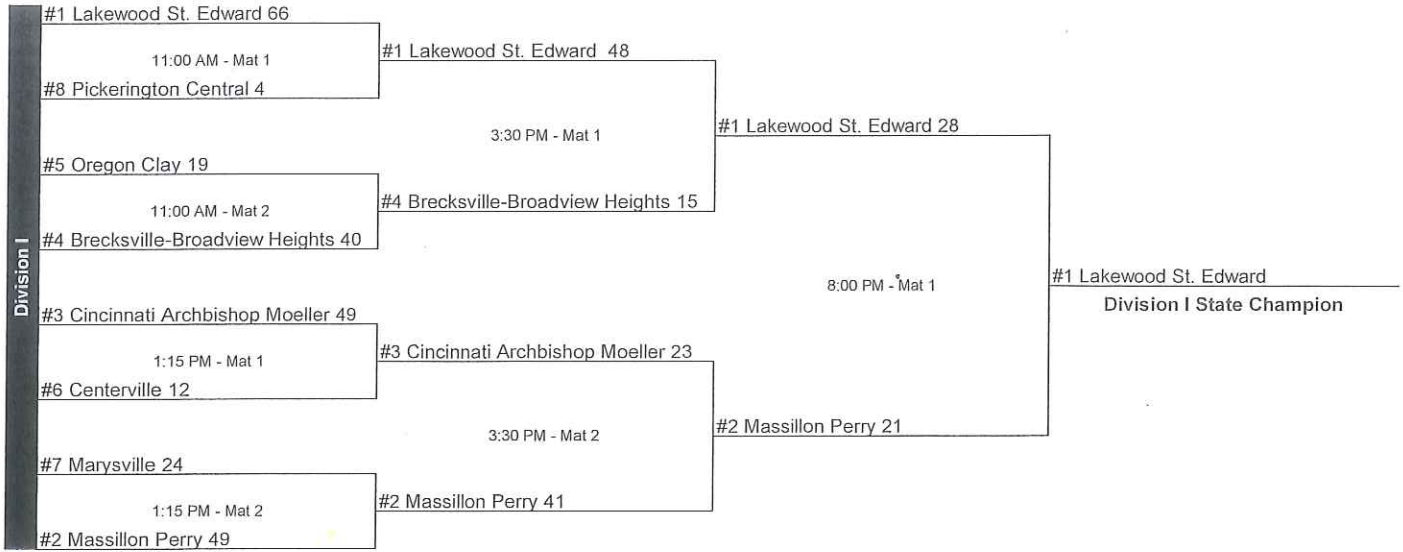 Division I
#1 Lakewood St. Edward 66
11:00 AM - Mat 1
#8 Pickerington Central 4
#5 Oregon Clay 19
11:00 AM - Mat 2
#4 Brecksville-Broadview Heights 40
#3 Cincinnati Archbishop Moeller 49
1:15 PM - Mat 1
#6 Centerville 12
#7 Marysville 24
1:15 PM - Mat 2
#2 Massillon Perry 49
#1 Lakewood St. Edward 48
3:30 PM - Mat 1
#4 Brecksville-Broadview Heights 15
#3 Cincinnati Archbishop Moeller 23
3:30 PM - Mat 2
#2 Massillon Perry 41
#1 Lakewood St. Edward 28
8:00 PM - Mat 1
#2 Massillon Perry 21
#1 Lakewood St. Edward
Division I State Champion